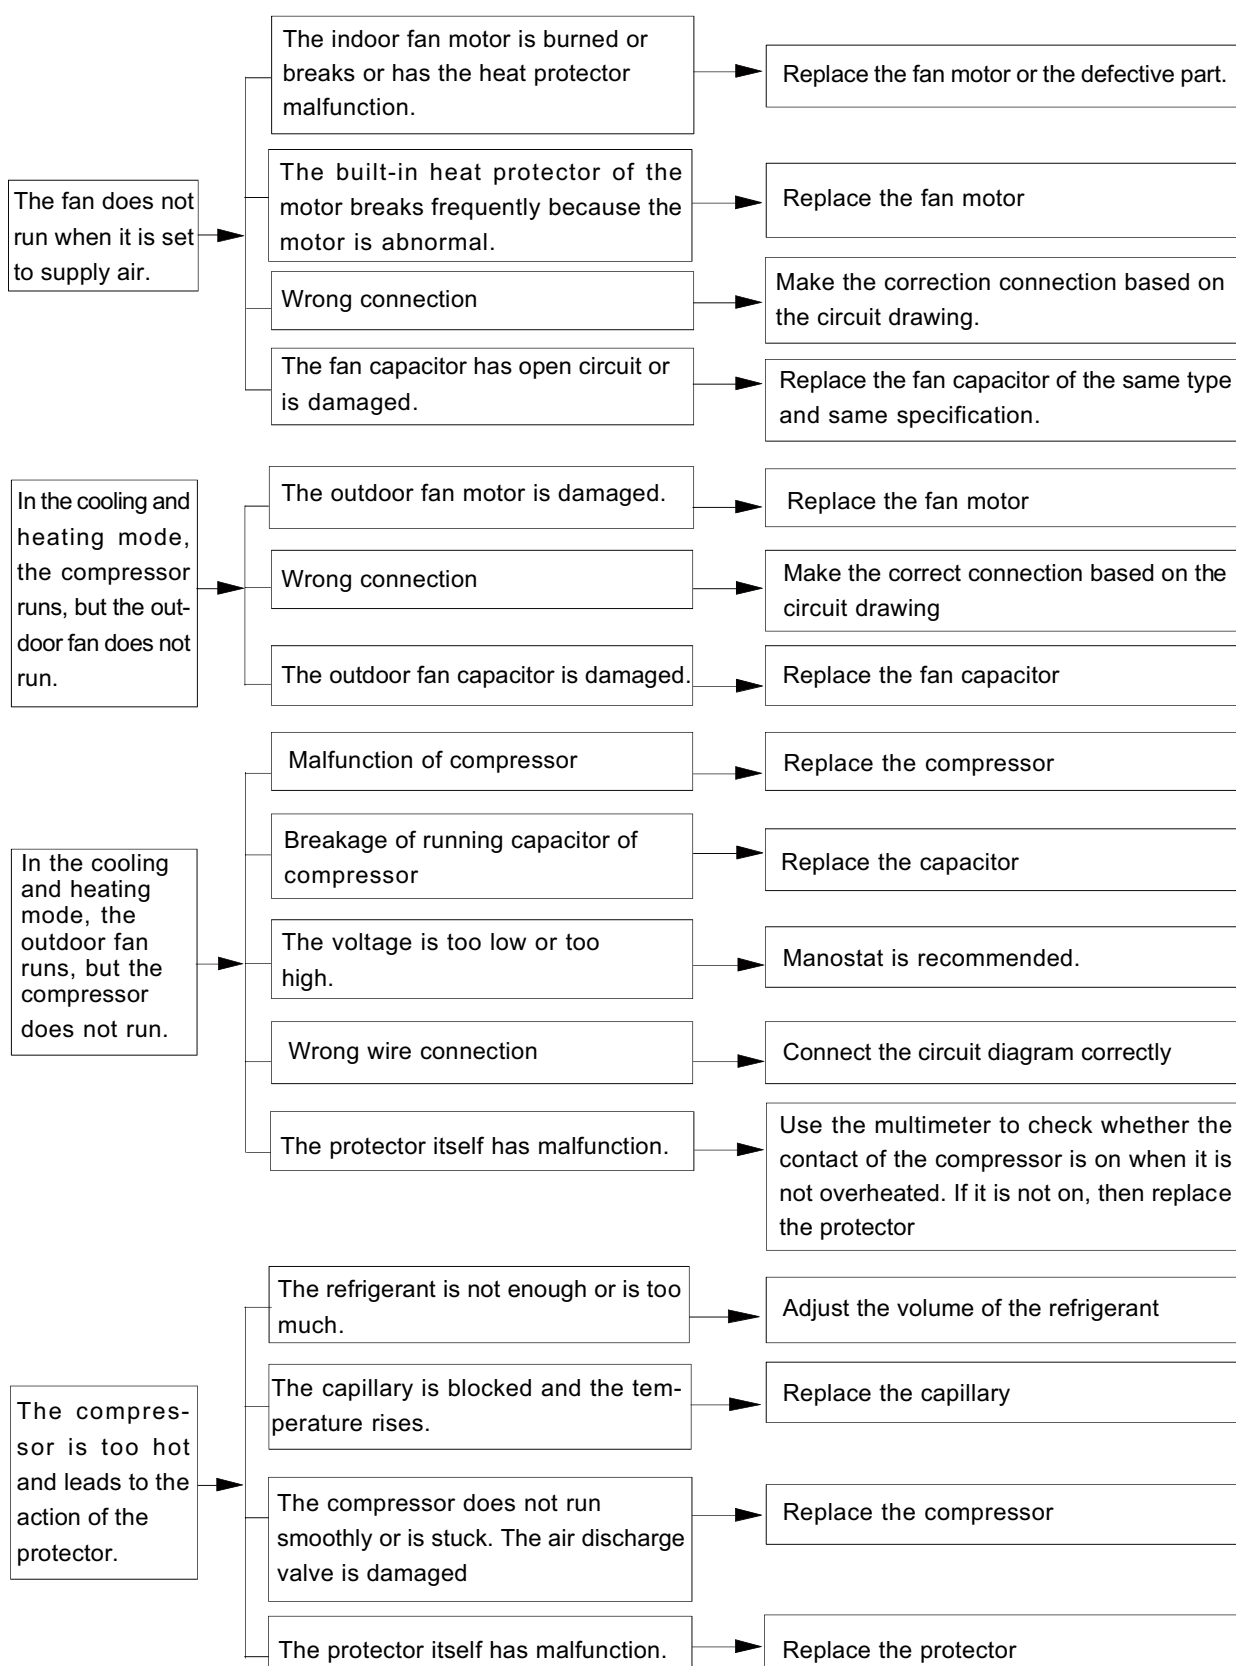 The fan does not
run when it is set
to supply air.
The indoor fan motor is burned or
breaks or has the heat protector
malfunction.
Replace the fan motor or the defective part.
The built-in heat protector of the
motor breaks frequently because the
motor is abnormal.
Replace the fan motor
Wrong connection
Make the correction connection based on
the circuit drawing.
The fan capacitor has open circuit or
is damaged.
Replace the fan capacitor of the same type
and same specification.
In the cooling and
heating mode,
the compressor
runs, but the out-
door fan does not
run.
The outdoor fan motor is damaged.
Replace the fan motor
Wrong connection
Make the correct connection based on the
circuit drawing
The outdoor fan capacitor is damaged.
Replace the fan capacitor
In the cooling
and heating
mode, the
outdoor fan
runs, but the
compressor
does not run.
Malfunction of compressor
Replace the compressor
Breakage of running capacitor of
compressor
Replace the capacitor
The voltage is too low or too
high.
Manostat is recommended.
Wrong wire connection
Connect the circuit diagram correctly
The protector itself has malfunction.
Use the multimeter to check whether the
contact of the compressor is on when it is
not overheated. If it is not on, then replace
the protector
The compres-
sor is too hot
and leads to the
action of the
protector.
The refrigerant is not enough or is too
much.
Adjust the volume of the refrigerant
The capillary is blocked and the tem-
perature rises.
Replace the capillary
The compressor does not run
smoothly or is stuck. The air discharge
valve is damaged
Replace the compressor
The protector itself has malfunction.
Replace the protector